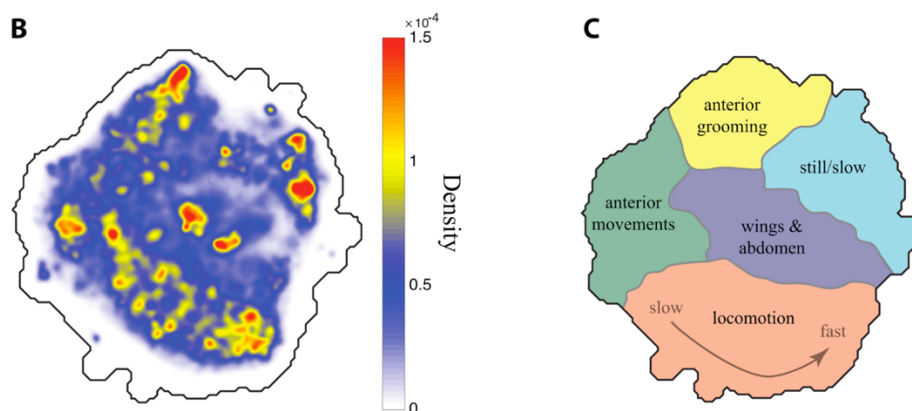 B
×10⁻⁴
1.5
1
0.5
0
Density
C
anterior
grooming
still/slow
anterior
movements
wings &
abdomen
slow
locomotion
fast